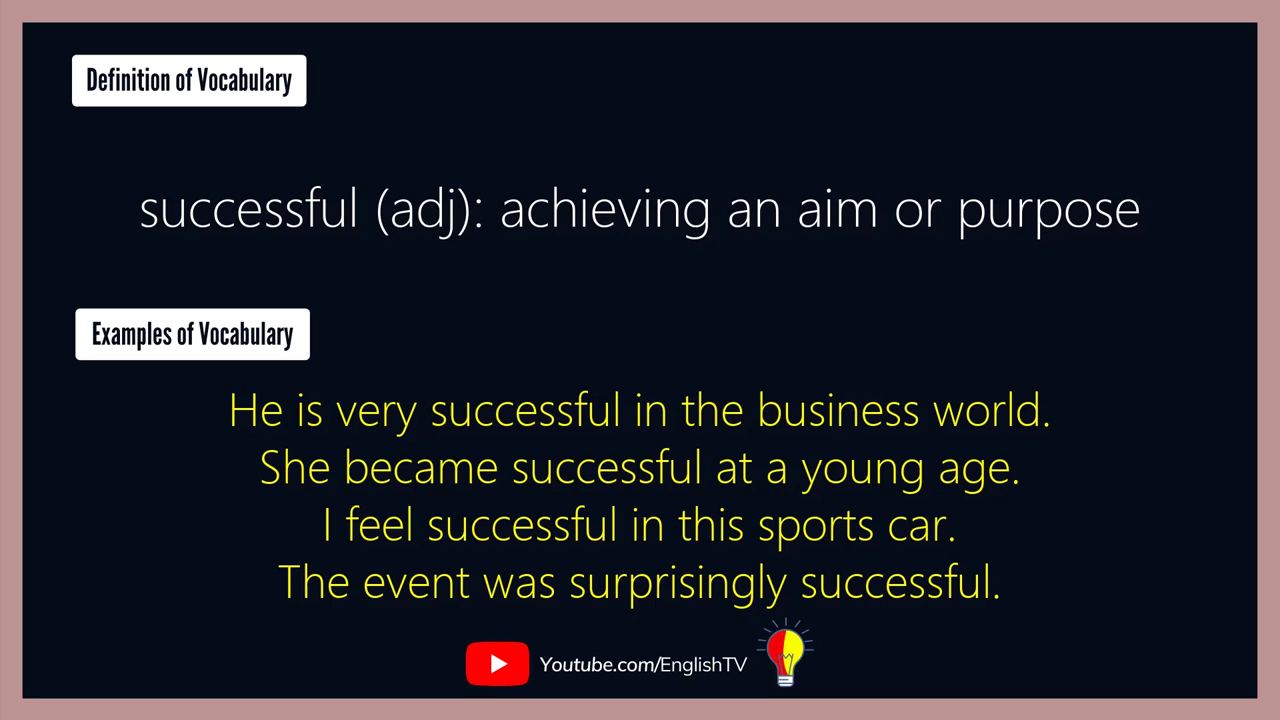 Definition of Vocabulary
successful (adj): achieving an aim or purpose
Examples of Vocabulary
He is very successful in the business world.
She became successful at a young age.
I feel successful in this sports car.
The event was surprisingly successful.
Youtube.com/EnglishTV